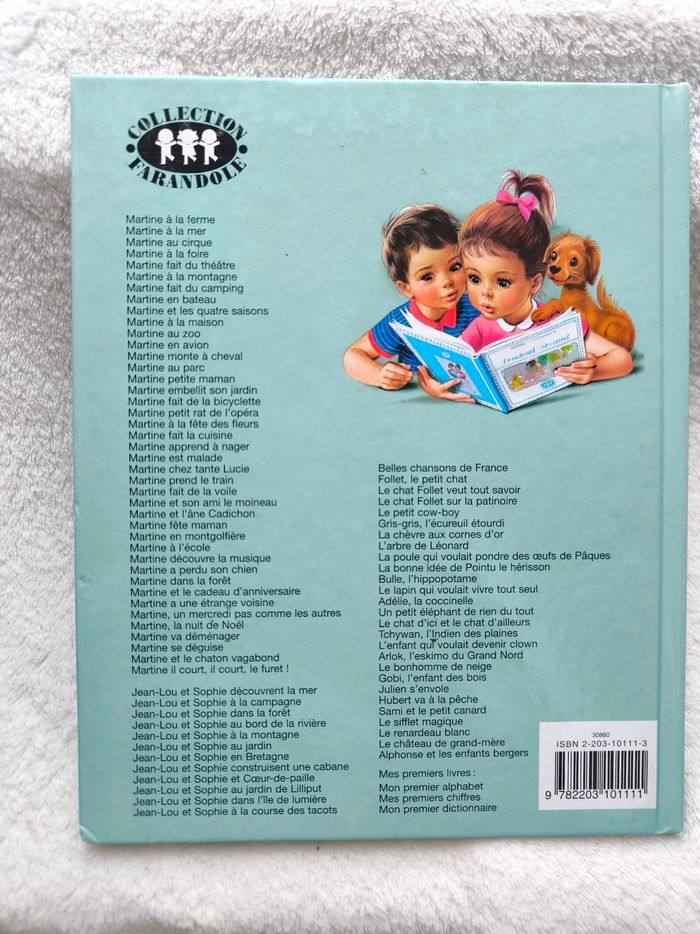 COLLECTION
FARANDOLE
Martine à la ferme
Martine à la mer
Martine au cirque
Martine à la foire
Martine fait du théâtre
Martine à la montagne
Martine fait du camping
Martine en bateau
Martine et les quatre saisons
Martine à la maison
Martine au zoo
Martine en avion
Martine monte à cheval
Martine au parc
Martine petite maman
Martine embellit son jardin
Martine fait de la bicyclette
Martine petit rat de l'opéra
Martine à la fête des fleurs
Martine fait la cuisine
Martine apprend à nager
Martine est malade
Martine chez tante Lucie
Martine prend le train
Martine fait de la voile
Martine et son ami le moineau
Martine et l'âne Cadichon
Martine fête maman
Martine en montgolfière
Martine à l'école
Martine découvre la musique
Martine a perdu son chien
Martine dans la forêt
Martine et le cadeau d'anniversaire
Martine a une étrange voisine
Martine, un mercredi pas comme les autres
Martine, la nuit de Noël
Martine va déménager
Martine se déguise
Martine et le chaton vagabond
Martine il court, il court, le furet !
Jean-Lou et Sophie découvrent la mer
Jean-Lou et Sophie à la campagne
Jean-Lou et Sophie dans la forêt
Jean-Lou et Sophie au bord de la rivière
Jean-Lou et Sophie à la montagne
Jean-Lou et Sophie au jardin
Jean-Lou et Sophie en Bretagne
Jean-Lou et Sophie construisent une cabane
Jean-Lou et Sophie et Cœur-de-paille
Jean-Lou et Sophie au jardin de Lilliput
Jean-Lou et Sophie dans l'île de lumière
Jean-Lou et Sophie à la course des tacots
Belles chansons de France
Follet, le petit chat
Le chat Follet veut tout savoir
Le chat Follet sur la patinoire
Le petit cow-boy
Gris-gris, l'écureuil étourdi
La chèvre aux cornes d'or
L'arbre de Léonard
La poule qui voulait pondre des œufs de Pâques
La bonne idée de Pointu le hérisson
Bulle, l'hippopotame
Le lapin qui voulait vivre tout seul
Adélie, la coccinelle
Un petit éléphant de rien du tout
Le chat d'ici et le chat d'ailleurs
Tchywan, l'Indien des plaines
L'enfant qui voulait devenir clown
Arlok, l'eskimo du Grand Nord
Le bonhomme de neige
Gobi, l'enfant des bois
Julien s'envole
Hubert va à la pêche
Sami et le petit canard
Le sifflet magique
Le renardeau blanc
Le château de grand-mère
Alphonse et les enfants bergers
Mes premiers livres :
Mon premier alphabet
Mes premiers chiffres
Mon premier dictionnaire
30860
ISBN 2-203-10111-3
9 782203 101111